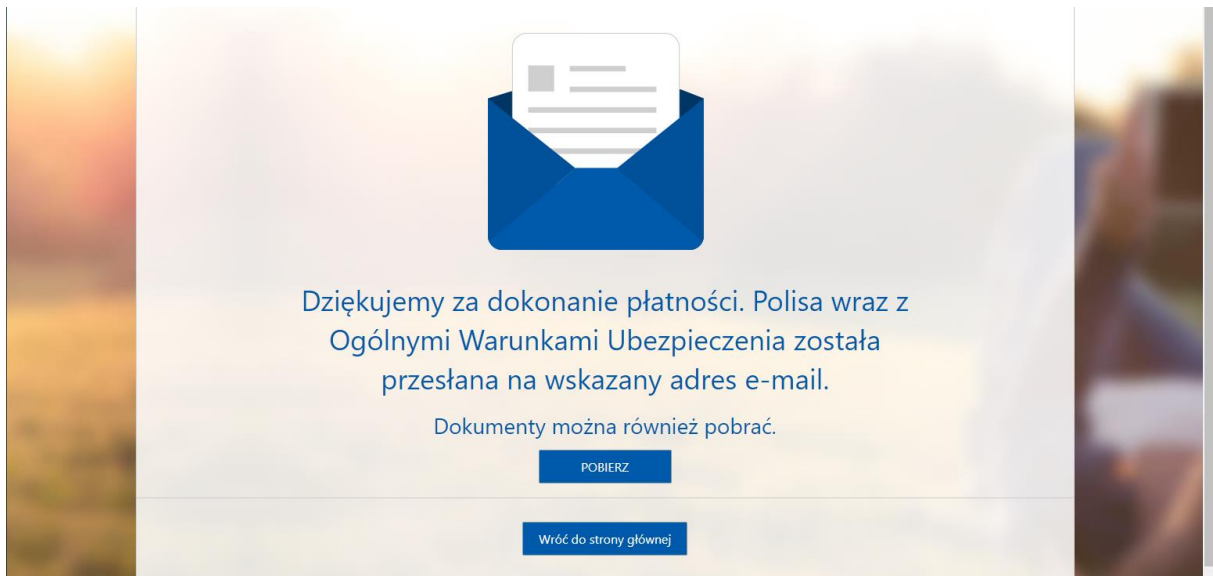 Dziękujemy za dokonanie płatności. Polisa wraz z
Ogólnymi Warunkami Ubezpieczenia została
przesłana na wskazany adres e-mail.
Dokumenty można również pobrać.
POBIERZ
Wróć do strony głównej